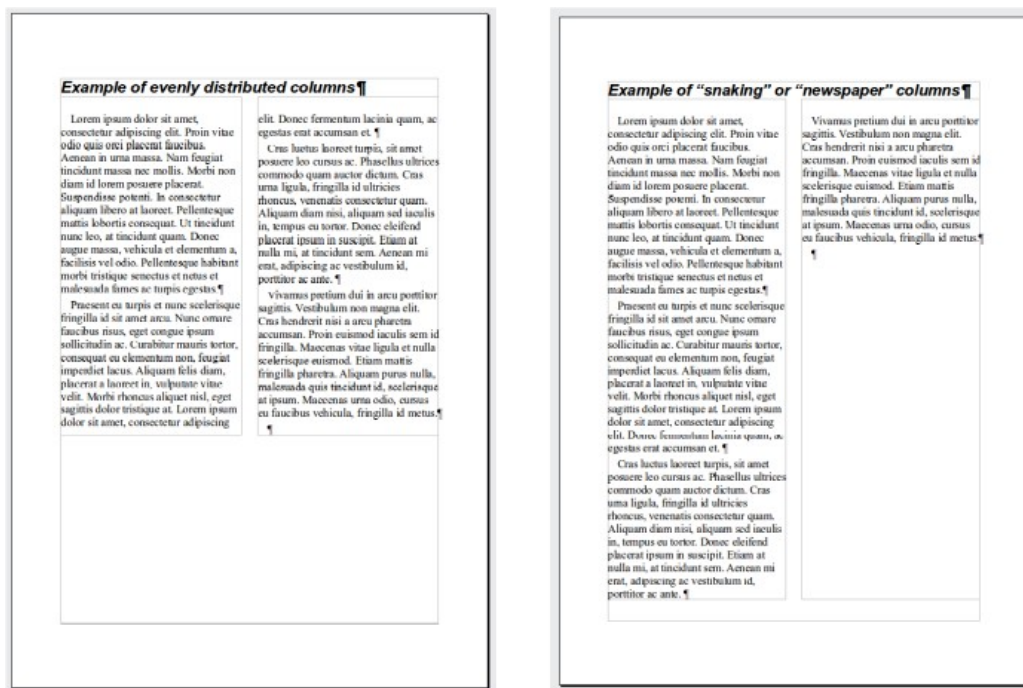 Example of evenly distributed columns¶
Lorem ipsum dolor sit amet,
consectetur adipiscing elit. Proin vitae
odio quis orci placerat faucibus.
Aenean in urna massa. Nam feugiat
tincidunt massa nec mollis. Morbi non
diam id lorem posuere placerat.
Suspendisse potenti. In consectetur
aliquam libero at laoreet. Pellentesque
mattis lobortis consequat. Ut tincidunt
nunc leo, at tincidunt quam. Donec
augue massa, vehicula et elementum a,
facilisis vel odio. Pellentesque habitant
morbi tristique senectus et netus et
malesuada fames ac turpis egestas.¶
Praesent eu turpis et nunc scelerisque
fringilla id sit amet arcu. Nunc ornare
faucibus risus, eget congue ipsum
sollicitudin ac. Curabitur mauris tortor,
consequat eu elementum non, feugiat
imperdiet lacus. Aliquam felis diam,
placerat a laoreet in, vulputate vitae
velit. Morbi rhoncus aliquet nisl, eget
sagittis dolor tristique at. Lorem ipsum
dolor sit amet, consectetur adipiscing
elit. Donec fermentum lacinia quam, ac
egestas erat accumsan et. ¶
Cras luctus laoreet turpis, sit amet
posuere leo cursus ac. Phasellus ultrices
commodo quam auctor dictum. Cras
urna ligula, fringilla id ultricies
rhoncus, venenatis consectetur quam.
Aliquam diam nisi, aliquam sed iaculis
in, tempus eu tortor. Donec eleifend
placerat ipsum in suscipit. Etiam at
nulla mi, at tincidunt sem. Aenean mi
erat, adipiscing ac vestibulum id,
porttitor ac ante. ¶
Vivamus pretium dui in arcu porttitor
sagittis. Vestibulum non magna elit.
Cras hendrerit nisi a arcu pharetra
accumsan. Proin euismod iaculis sem id
fringilla. Maecenas vitae ligula et nulla
scelerisque euismod. Etiam mattis
fringilla pharetra. Aliquam purus nulla,
malesuada quis tincidunt id, scelerisque
at ipsum. Maecenas urna odio, cursus
eu faucibus vehicula, fringilla id metus.¶
¶
Example of “snaking” or “newspaper” columns¶
Lorem ipsum dolor sit amet,
consectetur adipiscing elit. Proin vitae
odio quis orci placerat faucibus.
Aenean in urna massa. Nam feugiat
tincidunt massa nec mollis. Morbi non
diam id lorem posuere placerat.
Suspendisse potenti. In consectetur
aliquam libero at laoreet. Pellentesque
mattis lobortis consequat. Ut tincidunt
nunc leo, at tincidunt quam. Donec
augue massa, vehicula et elementum a,
facilisis vel odio. Pellentesque habitant
morbi tristique senectus et netus et
malesuada fames ac turpis egestas.¶
Praesent eu turpis et nunc scelerisque
fringilla id sit amet arcu. Nunc ornare
faucibus risus, eget congue ipsum
sollicitudin ac. Curabitur mauris tortor,
consequat eu elementum non, feugiat
imperdiet lacus. Aliquam felis diam,
placerat a laoreet in, vulputate vitae
velit. Morbi rhoncus aliquet nisl, eget
sagittis dolor tristique at. Lorem ipsum
dolor sit amet, consectetur adipiscing
elit. Donec fermentum lacinia quam, ac
egestas erat accumsan et. ¶
Cras luctus laoreet turpis, sit amet
posuere leo cursus ac. Phasellus ultrices
commodo quam auctor dictum. Cras
urna ligula, fringilla id ultricies
rhoncus, venenatis consectetur quam.
Aliquam diam nisi, aliquam sed iaculis
in, tempus eu tortor. Donec eleifend
placerat ipsum in suscipit. Etiam at
nulla mi, at tincidunt sem. Aenean mi
erat, adipiscing ac vestibulum id,
porttitor ac ante. ¶
Vivamus pretium dui in arcu porttitor
sagittis. Vestibulum non magna elit.
Cras hendrerit nisi a arcu pharetra
accumsan. Proin euismod iaculis sem id
fringilla. Maecenas vitae ligula et nulla
scelerisque euismod. Etiam mattis
fringilla pharetra. Aliquam purus nulla,
malesuada quis tincidunt id, scelerisque
at ipsum. Maecenas urna odio, cursus
eu faucibus vehicula, fringilla id metus.¶
¶